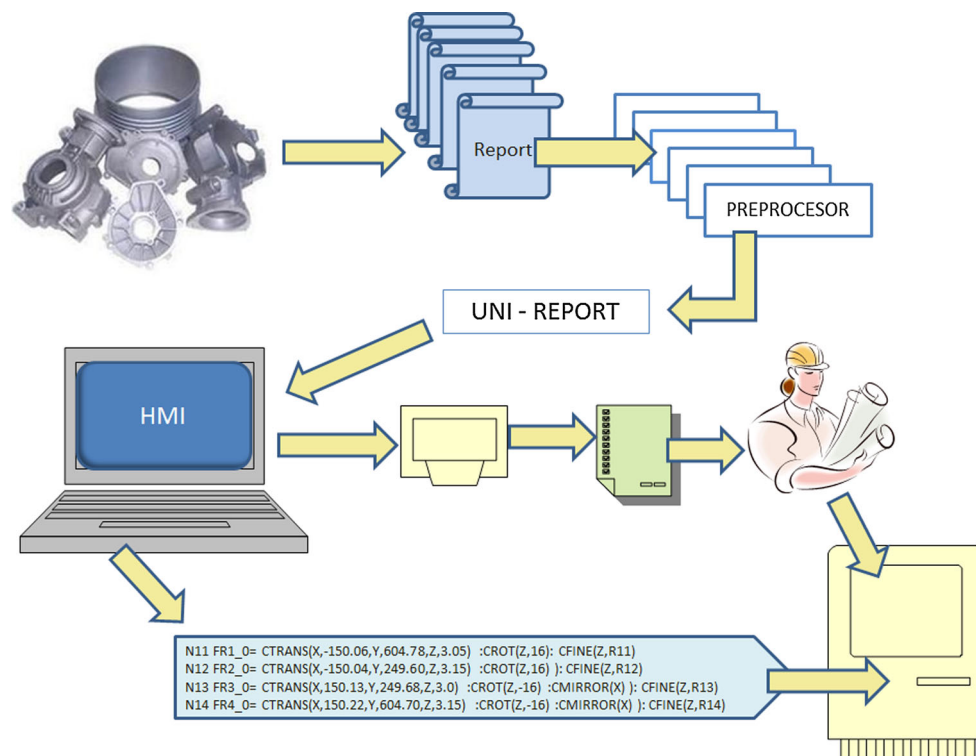 Report
PREPROCESOR
UNI - REPORT
HMI
N11 FR1_0= CTRANS(X,-150.06,Y,604.78,Z,3.05) :CROT(Z,16): CFINE(Z,R11)
N12 FR2_0= CTRANS(X,-150.04,Y,249.60,Z,3.15) :CROT(Z,16 ): CFINE(Z,R12)
N13 FR3_0= CTRANS(X,150.13,Y,249.68,Z,3.0) :CROT(Z,-16) :CMIRROR(X) ): CFINE(Z,R13)
N14 FR4_0= CTRANS(X,150.22,Y,604.70,Z,3.15) :CROT(Z,-16) :CMIRROR(X) ): CFINE(Z,R14)